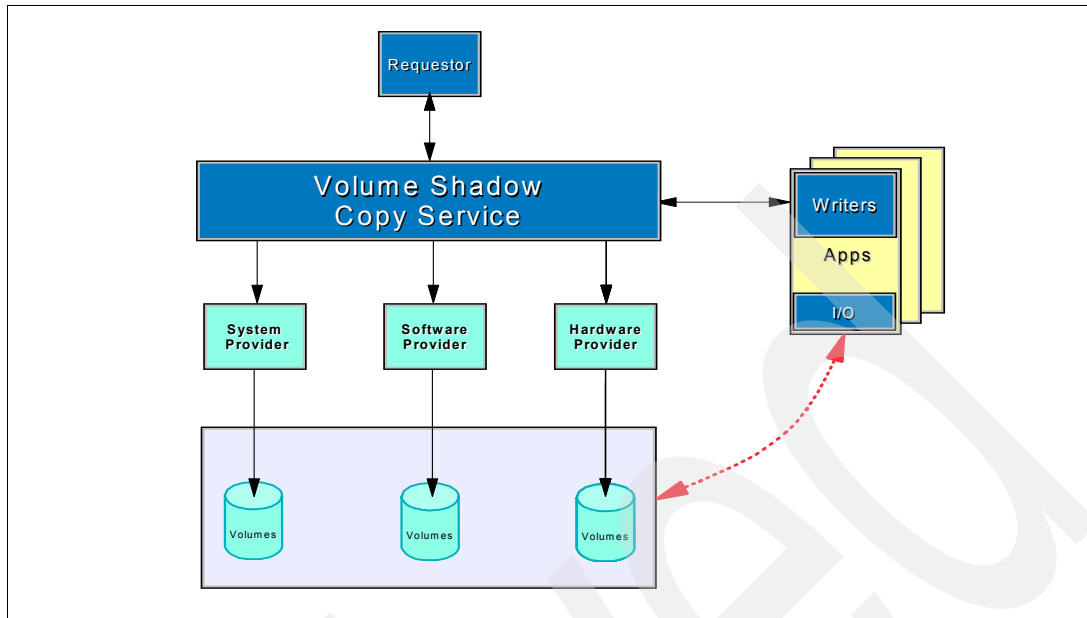 Requestor
Volume Shadow
Copy Service
Writers
Apps
I/O
System
Provider
Software
Provider
Hardware
Provider
Volumes
Volumes
Volumes